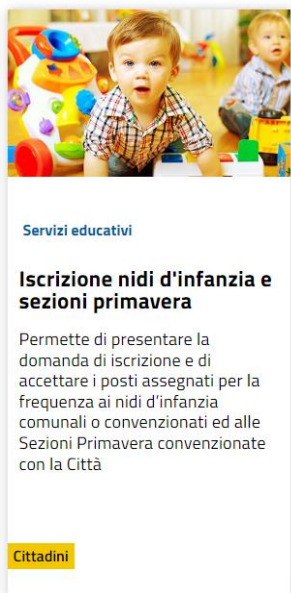 Servizi educativi
Iscrizione nidi d'infanzia e
sezioni primavera
Permette di presentare la
domanda di iscrizione e di
accettare i posti assegnati per la
frequenza ai nidi d’infanzia
comunali o convenzionati ed alle
Sezioni Primavera convenzionate
con la Città
Cittadini